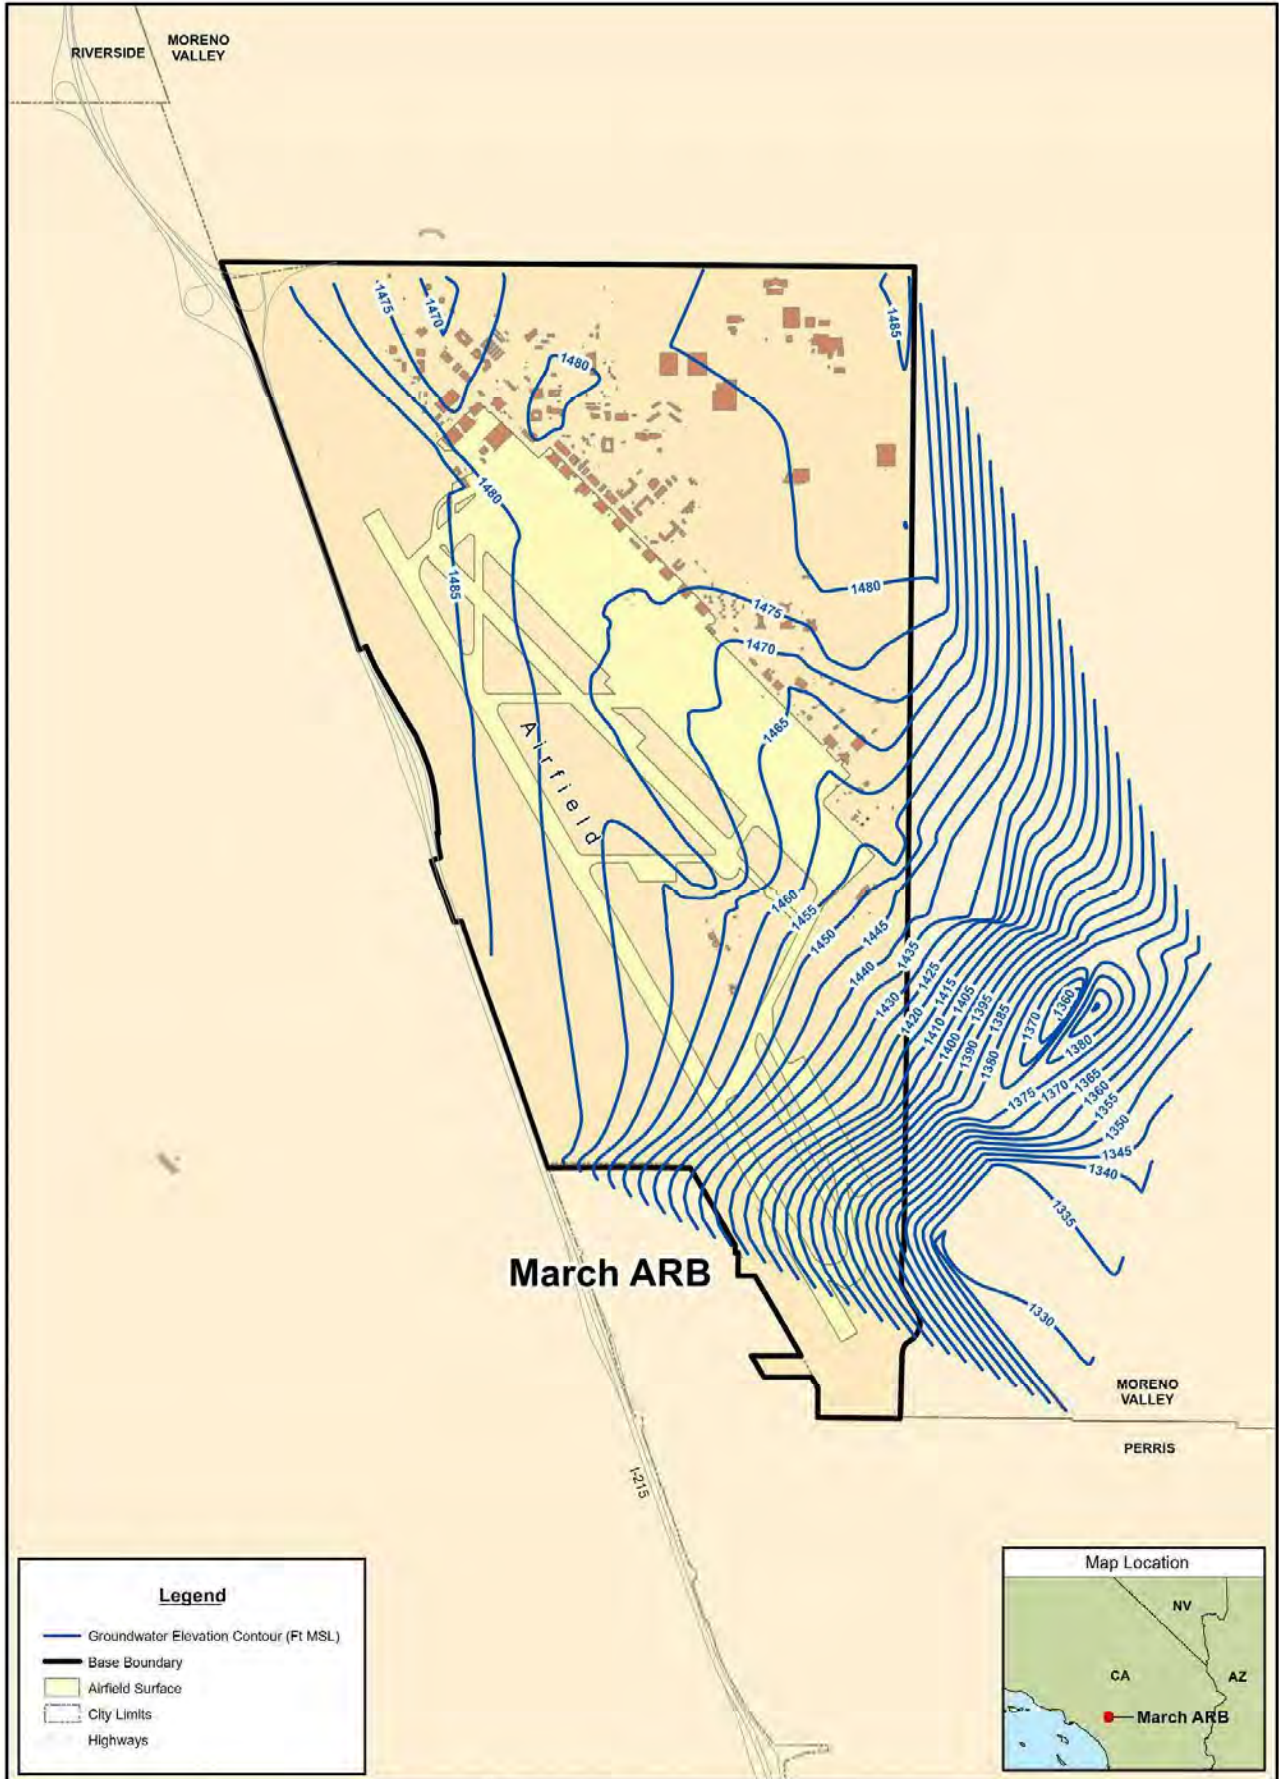 RIVERSIDE
MORENO
VALLEY
1475
1470
1480
1485
1480
1485
1480
1475
1470
1465
Airfield
1460
1455
1450
1445
1440
1435
1430
1425
1420
1415
1410
1405
1400
1395
1390
1385
1380
1370
1360
1380
1375
1370
1365
1360
1355
1350
1345
1340
1335
1330
March ARB
MORENO
VALLEY
PERRIS
I-215
Legend
Groundwater Elevation Contour (Ft MSL)
Base Boundary
Airfield Surface
City Limits
Highways
Map Location
NV
CA
AZ
March ARB